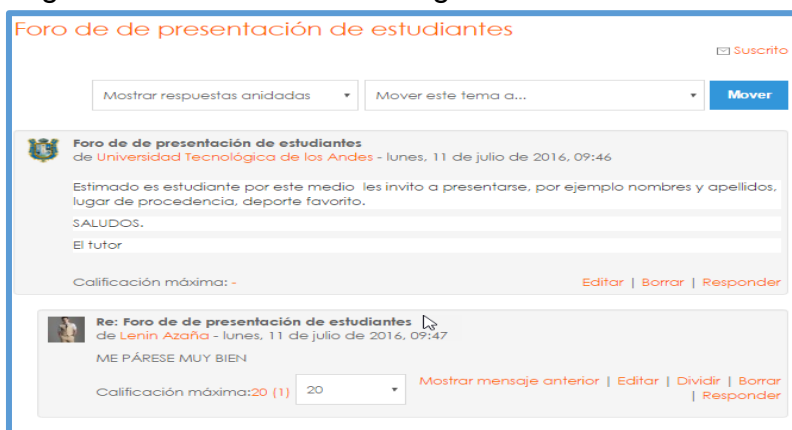 Foro de de presentación de estudiantes
Suscrito
Mostrar respuestas anidadas
Mover este tema a...
Mover
Foro de de presentación de estudiantes
de Universidad Tecnológica de los Andes - lunes, 11 de julio de 2016, 09:46
Estimado es estudiante por este medio les invito a presentarse, por ejemplo nombres y apellidos,
lugar de procedencia, deporte favorito.
SALUDOS.
El tutor
Calificación máxima: -
Editar | Borrar | Responder
Re: Foro de de presentación de estudiantes
de Lenin Azaña - lunes, 11 de julio de 2016, 09:47
ME PÁRESE MUY BIEN
Calificación máxima:20 (1) 20
Mostrar mensaje anterior | Editar | Dividir | Borrar
| Responder